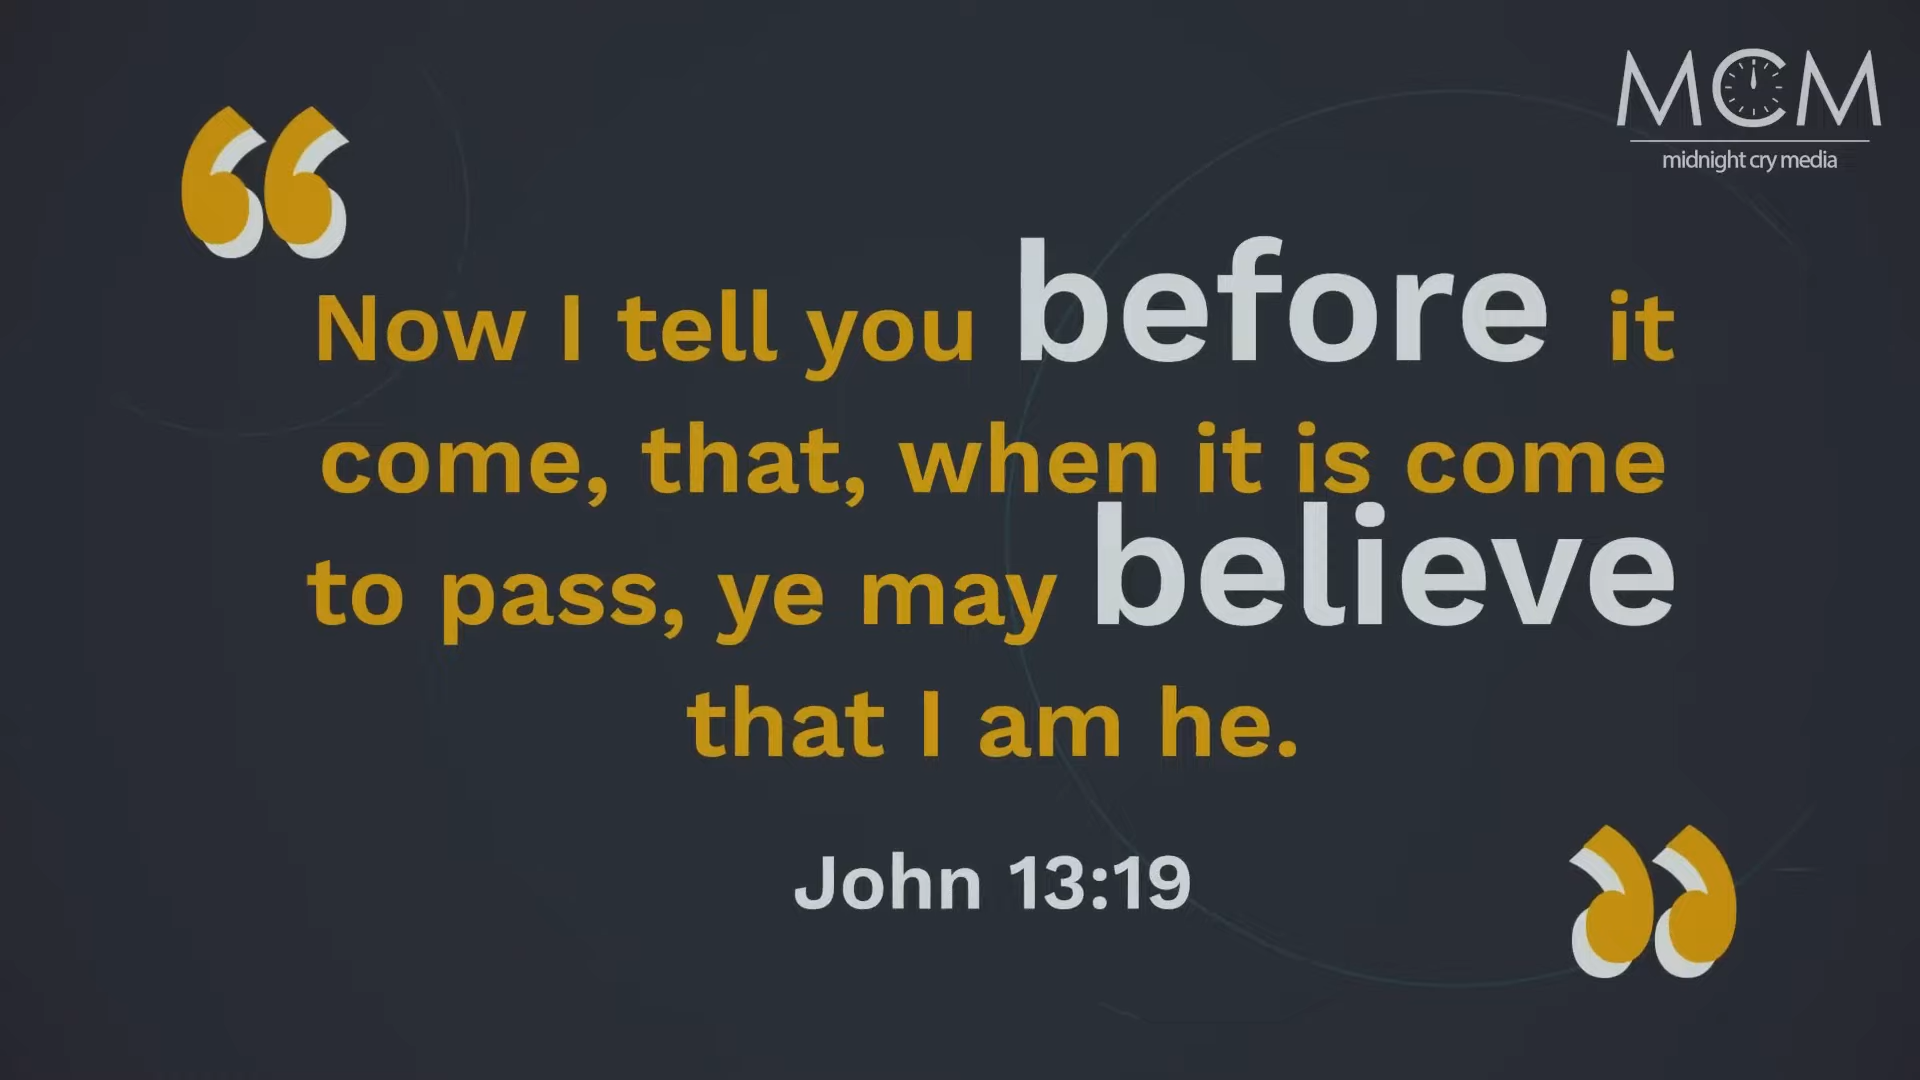 MCM
midnight cry media
“
Now I tell you before it
come, that, when it is come
to pass, ye may believe
that I am he.
John 13:19
”